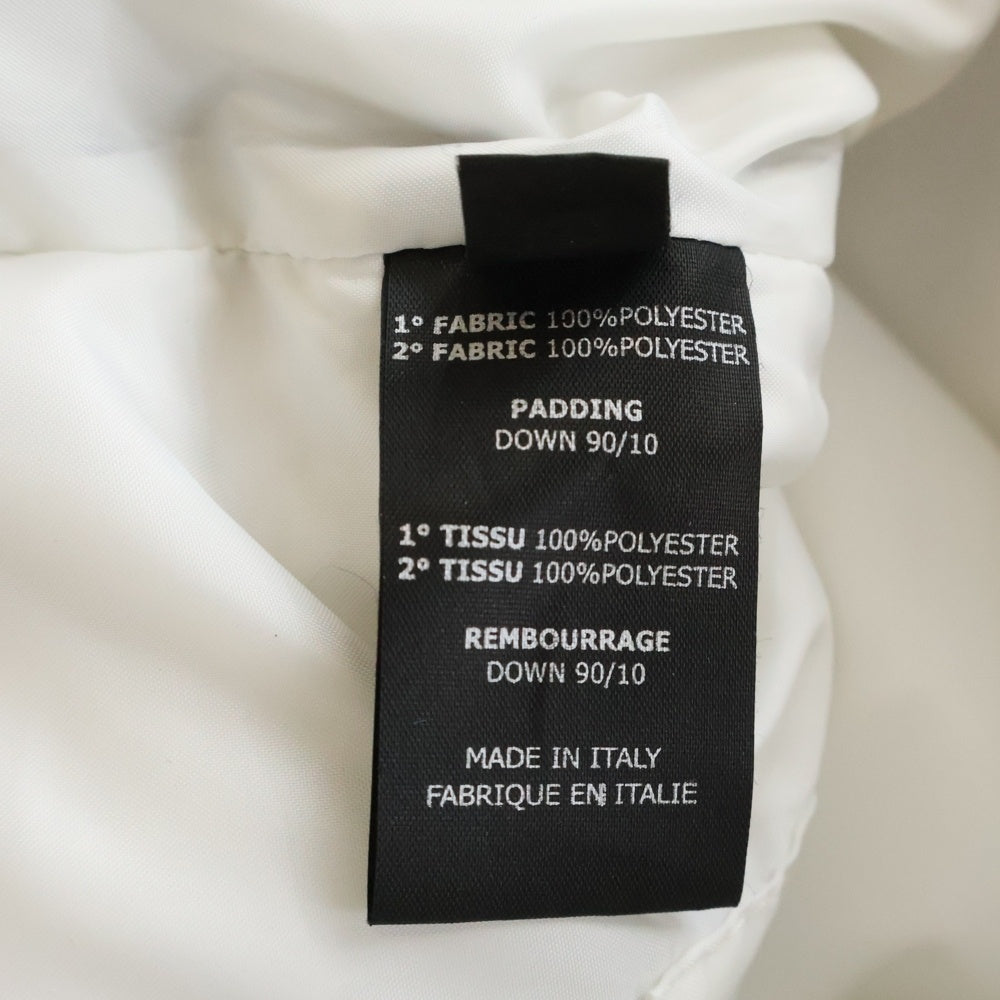 1° FABRIC 100%POLYESTER
2° FABRIC 100%POLYESTER
PADDING
DOWN 90/10
1° TISSU 100%POLYESTER
2° TISSU 100%POLYESTER
REMBOURRAGE
DOWN 90/10
MADE IN ITALY
FABRIQUE EN ITALIE